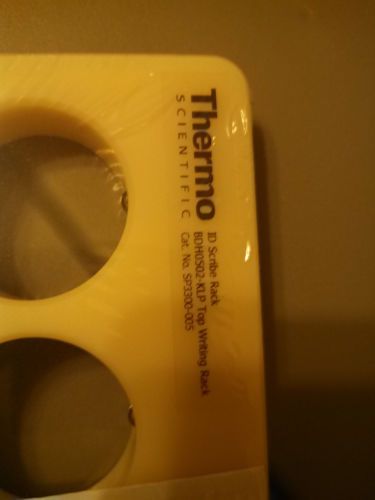 Thermo
SCIENTIFIC
ID Scribe Rack
BDH0502-KLP Top Writing Rack
Cat. No. SP3300-005